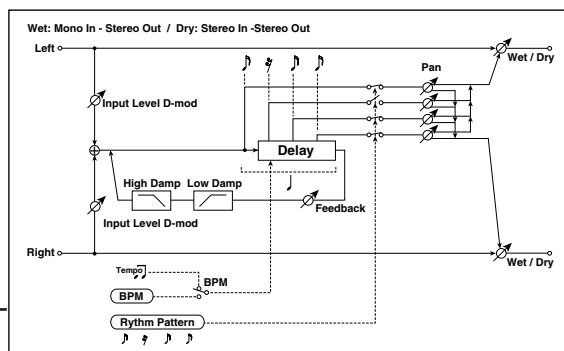 Wet: Mono In - Stereo Out / Dry: Stereo In -Stereo Out
Left
Pan
Wet / Dry
Input Level D-mod
Delay
High Damp Low Damp
Feedback
Input Level D-mod
Right
Wet / Dry
Tempo
BPM
BPM
Rythm Pattern